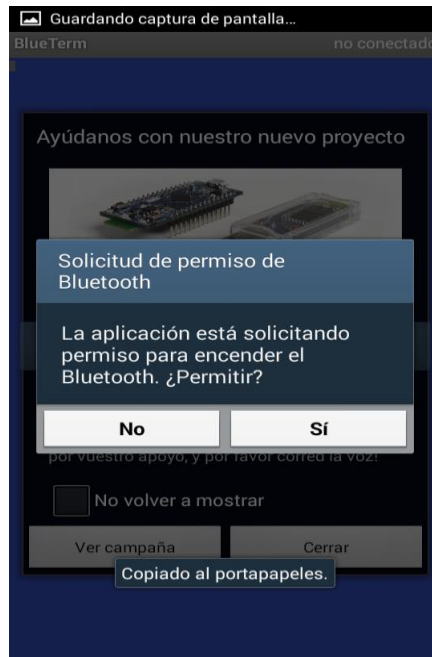 Guardando captura de pantalla...
BlueTerm no conectado
Ayúdanos con nuestro nuevo proyecto
Solicitud de permiso de
Bluetooth
La aplicación está solicitando
permiso para encender el
Bluetooth. ¿Permitir?
No Sí
por vuestro apoyo, y por favor corred la voz!
No volver a mostrar
Ver campaña Cerrar
Copiado al portapapeles.